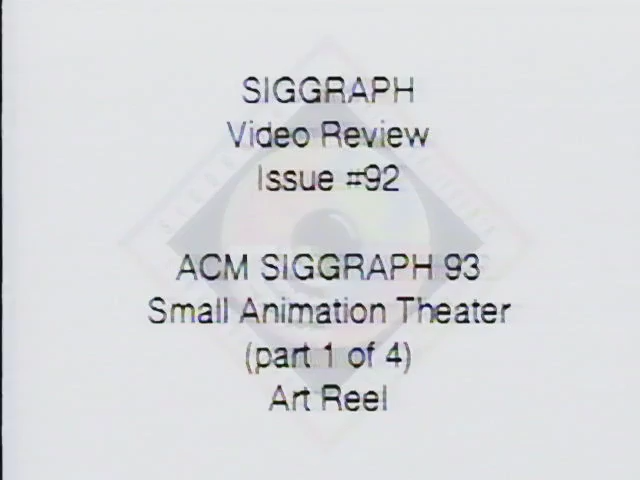 SIGGRAPH
Video Review
Issue #92
ACM SIGGRAPH 93
Small Animation Theater
(part 1 of 4)
Art Reel